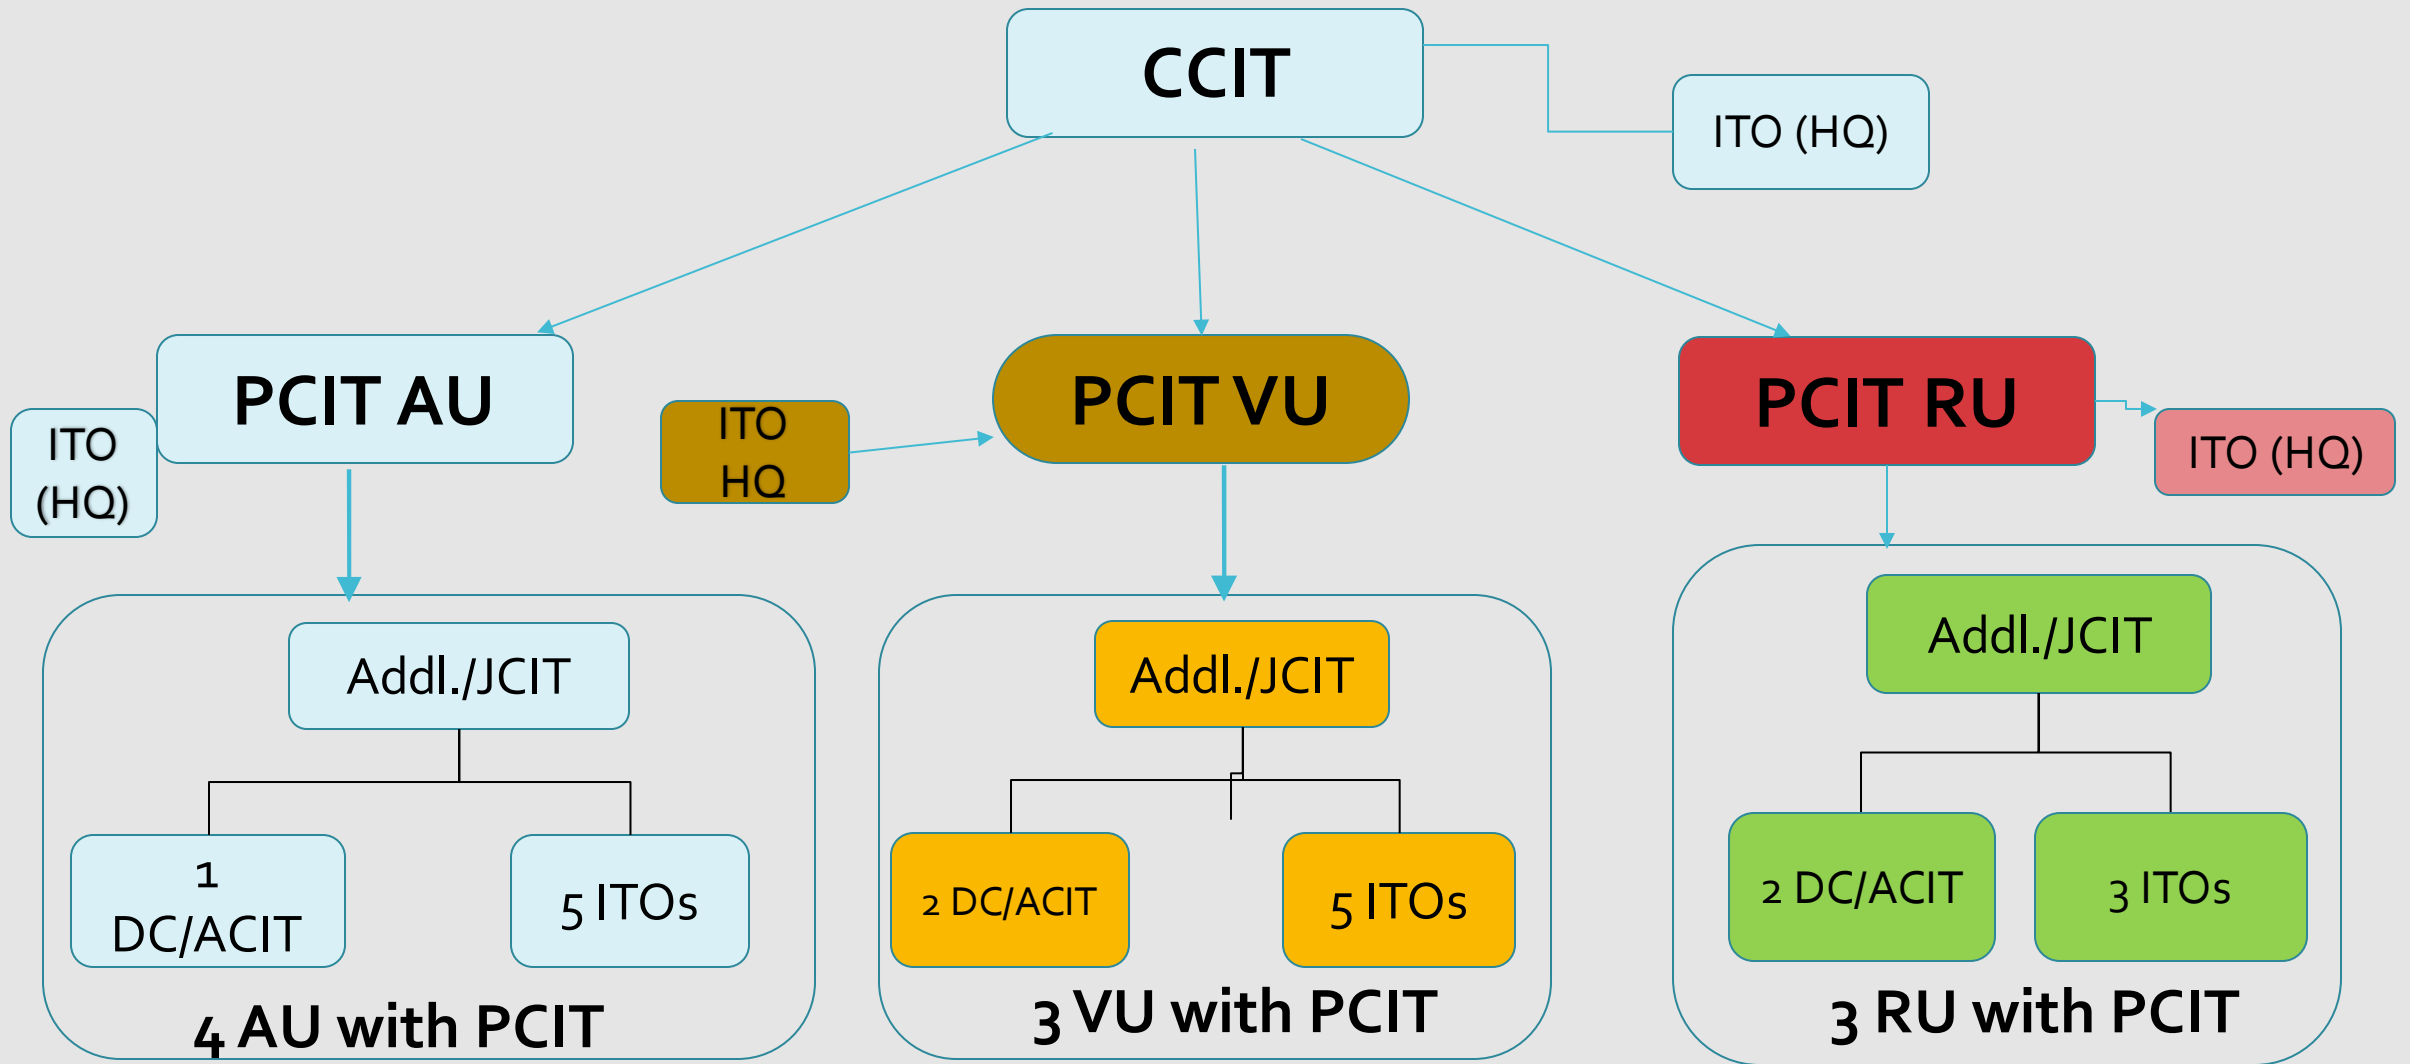 CCIT
ITO (HQ)
PCIT AU
ITO
(HQ)
PCIT VU
ITO
HQ
PCIT RU
ITO (HQ)
Addl./JCIT
1
DC/ACIT
5 ITOs
4 AU with PCIT
Addl./JCIT
2 DC/ACIT
5 ITOs
3 VU with PCIT
Addl./JCIT
2 DC/ACIT
3 ITOs
3 RU with PCIT